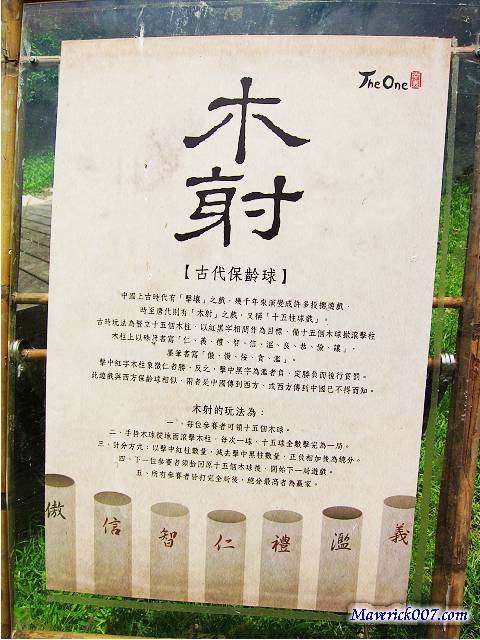 The One
木射
【古代保齡球】
中國上古時代有「擊壤」之戲,幾千年來演變成許多投擲遊戲,
時至唐代則有「木射」之戲,又稱「十五柱球戲」。
古時玩法為豎立十五個木柱,以紅黑字相間作為目標,備十五個木球拋滾擊柱
木柱上以硃筆書寫「仁、義、禮、智、信、溫、良、恭、儉、讓」,
墨筆書寫「傲、慢、佞、貪、濫」。
擊中紅字木柱象徵仁者勝,反之,擊中黑字為濫者負,定勝負而後行賞罰。
此遊戲與西方保齡球相似,兩者是中國傳到西方、或西方傳到中國已不得而知。
木射的玩法為:
一、每位參賽者可領十五個木球。
二、手持木球從地面滾擊木柱,每次一球,十五球全數擊完為一局。
三、計分方式:以擊中紅柱數量,減去擊中黑柱數量,正負相加後為總分。
四、下一位參賽者須拾回原十五個木球後,開始下一局遊戲。
五、所有參賽者皆打完全局後,總分最高者為贏家。
傲 信 智 仁 禮 濫 義
Maverick007.com